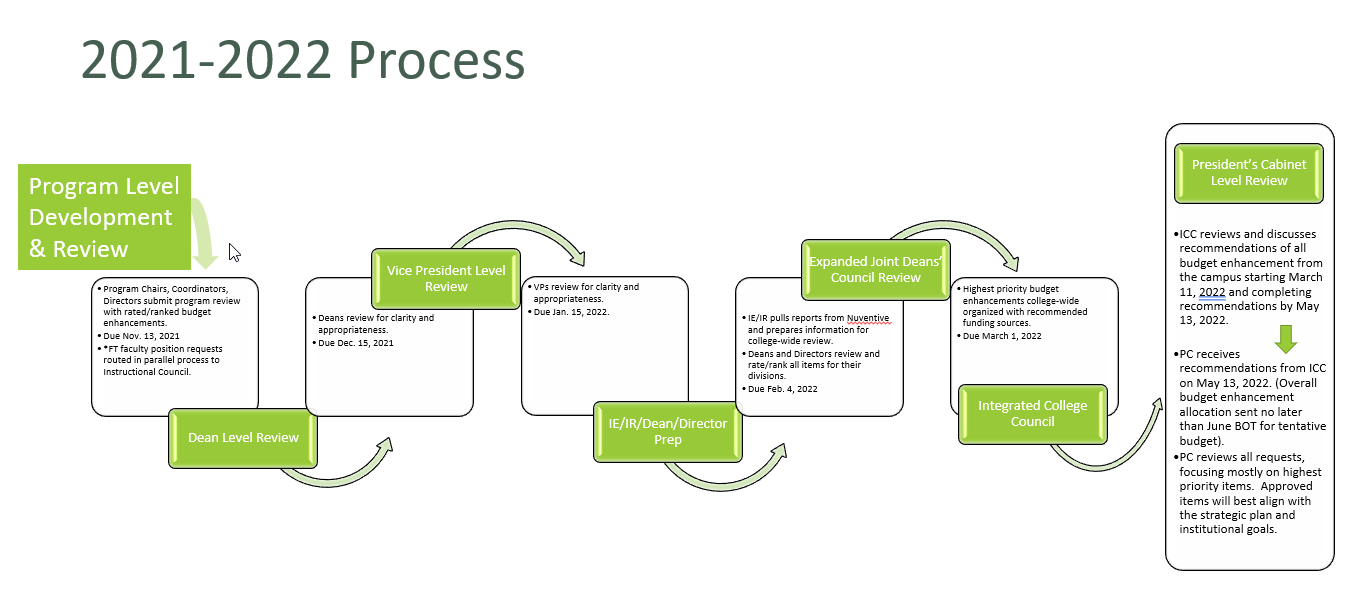 2021-2022 Process
Program Level
Development
& Review
• Program Chairs, Coordinators,
Directors submit program review
with rated/ranked budget
enhancements.
• Due Nov. 13, 2021
• *FT faculty position requests
routed in parallel process to
Instructional Council.
Dean Level Review
• Deans review for clarity and
appropriateness.
• Due Dec. 15, 2021
Vice President Level
Review
• VPs review for clarity and
appropriateness.
• Due Jan. 15, 2022.
IE/IR/Dean/Director
Prep
• IE/IR pulls reports from Nuventive
and prepares information for
college-wide review.
• Deans and Directors review and
rate/rank all items for their
divisions.
• Due Feb. 4, 2022
Expanded Joint Deans'
Council Review
• Highest priority budget
enhancements college-wide
organized with recommended
funding sources.
• Due March 1, 2022
Integrated College
Council
President's Cabinet
Level Review
•ICC reviews and discusses
recommendations of all
budget enhancement from
the campus starting March
11, 2022 and completing
recommendations by May
13, 2022.
•PC receives
recommendations from ICC
on May 13, 2022. (Overall
budget enhancement
allocation sent no later
than June BOT for tentative
budget).
•PC reviews all requests,
focusing mostly on highest
priority items.  Approved
items will best align with
the strategic plan and
institutional goals.